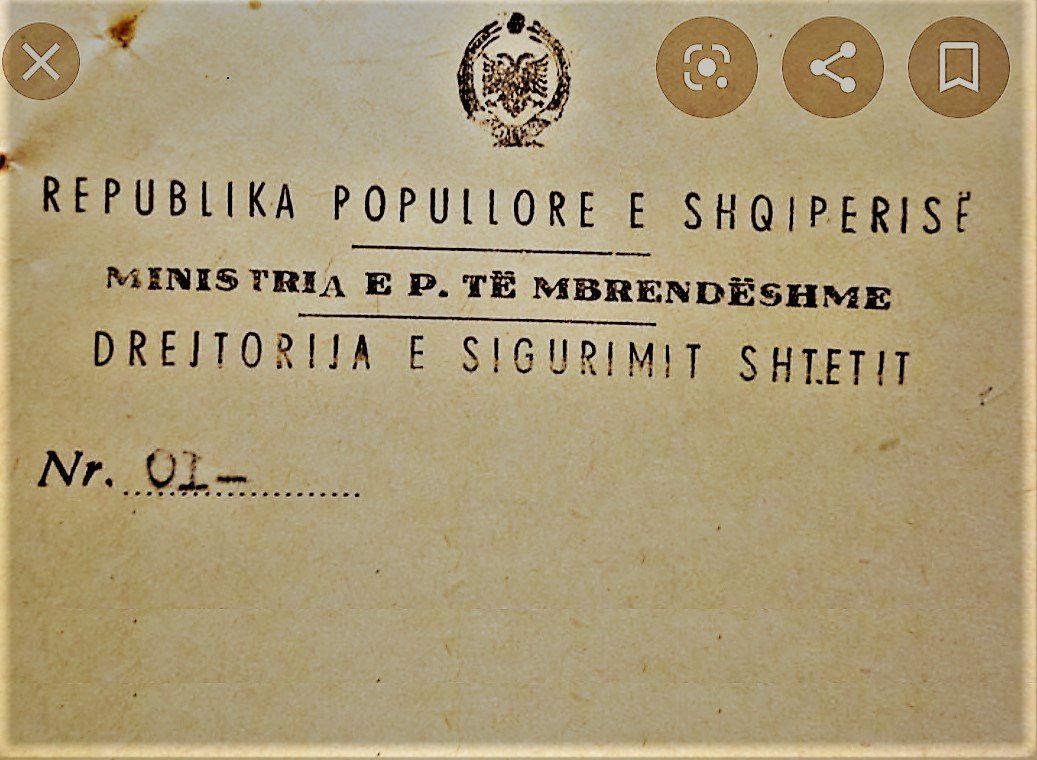 REPUBLIKA POPULLORE E SHQIPERISË
MINISTRIA E P. TË MBRENDËSHME
DREJTORIJA E SIGURIMIT SHTETIT
Nr. 01-